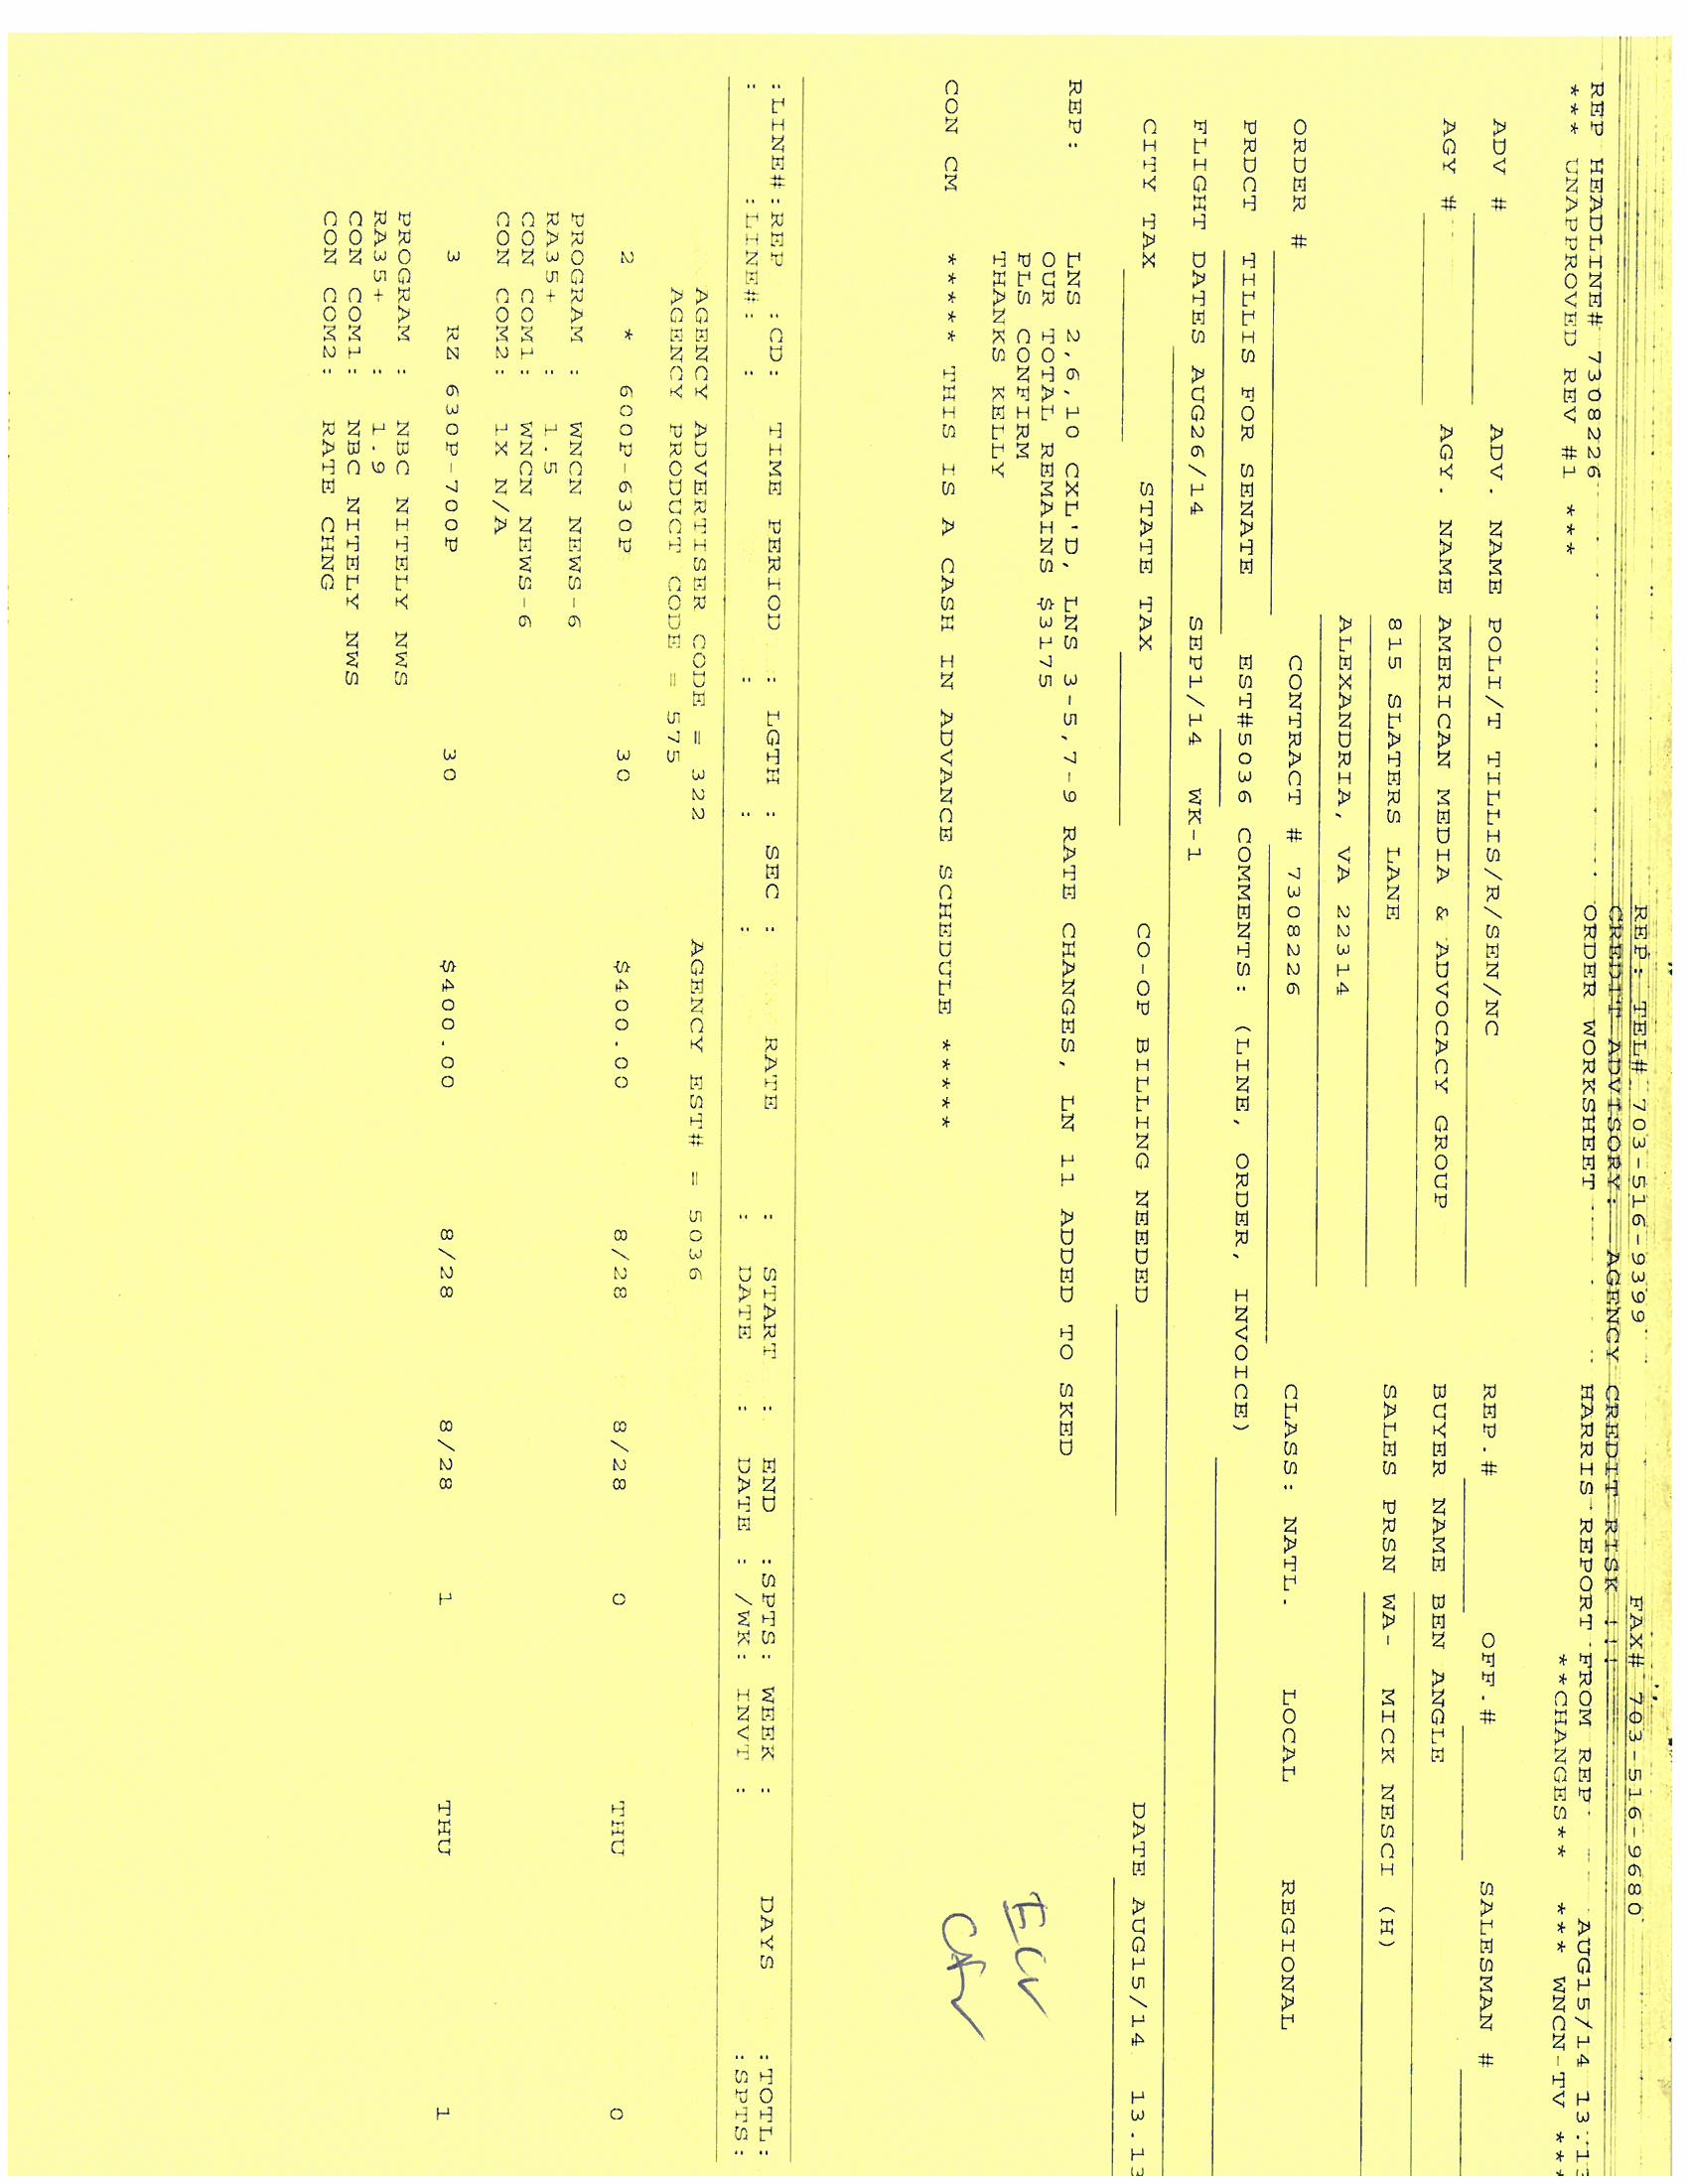 REP: TEL# 703-516-9399 FAX# 703-516-9680
CREDIT ADVISORY: AGENCY CREDIT RISK !!!
REP HEADLINE# 7308226 ORDER WORKSHEET HARRIS REPORT FROM REP AUG15/14 13:13
*** UNAPPROVED REV #1 *** **CHANGES** *** WNCN-TV ***
ADV # ADV. NAME POLI/T TILLIS/R/SEN/NC REP.# OFF.# SALESMAN #
AGY # AGY. NAME AMERICAN MEDIA & ADVOCACY GROUP BUYER NAME BEN ANGLE
815 SLATERS LANE SALES PRSN WA- MICK NESCI (H)
ALEXANDRIA, VA 22314
ORDER # CONTRACT # 7308226 CLASS: NATL. LOCAL REGIONAL
PRDCT TILLIS FOR SENATE EST#5036 COMMENTS: (LINE, ORDER, INVOICE)
FLIGHT DATES AUG26/14 SEP1/14 WK-1
CITY TAX STATE TAX CO-OP BILLING NEEDED DATE AUG15/14 13.13
REP: LNS 2,6,10 CXL'D, LNS 3-5,7-9 RATE CHANGES, LN 11 ADDED TO SKED
OUR TOTAL REMAINS $3175
PLS CONFIRM
THANKS KELLY
CON CM ***** THIS IS A CASH IN ADVANCE SCHEDULE *****
:LINE#:REP :CD: TIME PERIOD : LGTH : SEC : RATE : START : END :SPTS: WEEK : DAYS :TOTL:
: :LINE#: : : : : : DATE : DATE : /WK: INVT : :SPTS:
AGENCY ADVERTISER CODE = 322 AGENCY EST# = 5036
AGENCY PRODUCT CODE = 575
2 * 600P-630P 30 $400.00 8/28 8/28 0 THU 0
PROGRAM : WNCN NEWS-6
RA35+ : 1.5
CON COM1: WNCN NEWS-6
CON COM2: 1X N/A
3 RZ 630P-700P 30 $400.00 8/28 8/28 1 THU 1
PROGRAM : NBC NITELY NWS
RA35+ : 1.9
CON COM1: NBC NITELY NWS
CON COM2: RATE CHNG